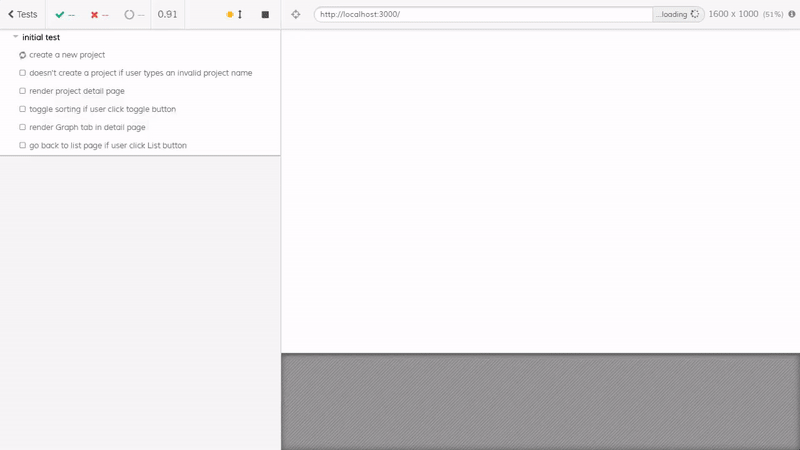 Tests -- -- -- 0.91 http://localhost:3000/ ...loading 1600 x 1000 (51%)
initial test
create a new project
doesn't create a project if user types an invalid project name
render project detail page
toggle sorting if user click toggle button
render Graph tab in detail page
go back to list page if user click List button